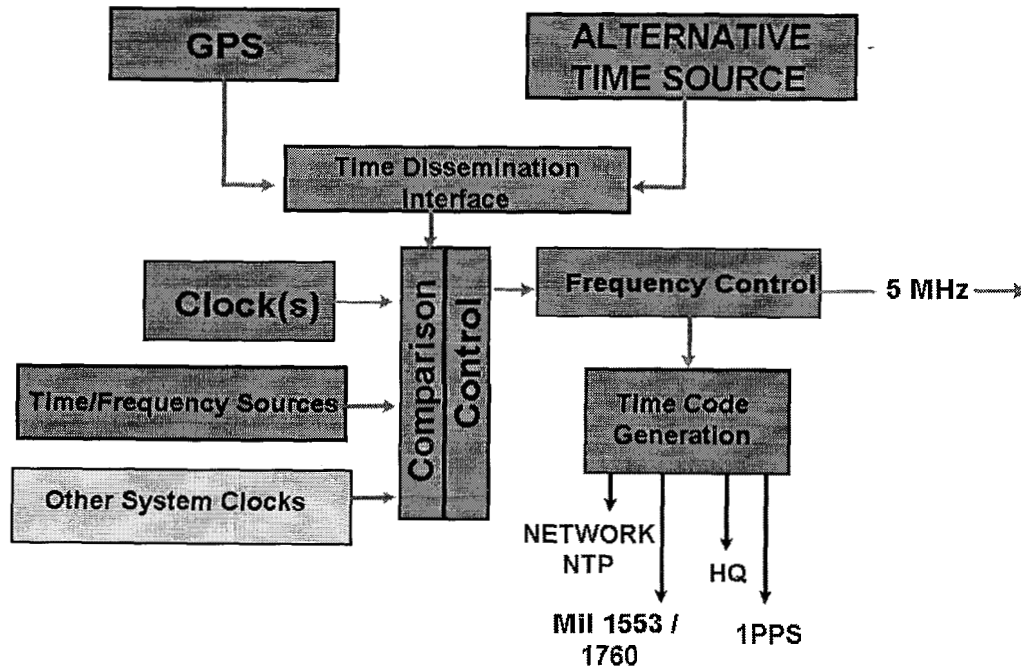 GPS
ALTERNATIVE
TIME SOURCE
Time Dissemination
Interface
Clock(s)
Time/Frequency Sources
Other System Clocks
Comparison
Control
Frequency Control
5 MHz
Time Code
Generation
NETWORK
NTP
HQ
Mil 1553 /
1760
1PPS